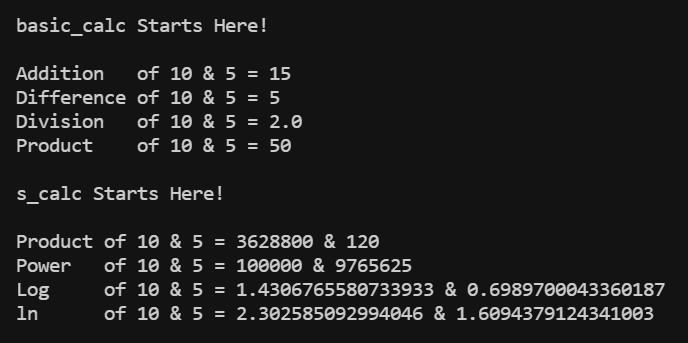 basic_calc Starts Here!
Addition   of 10 & 5 = 15
Difference of 10 & 5 = 5
Division   of 10 & 5 = 2.0
Product    of 10 & 5 = 50
s_calc Starts Here!
Product of 10 & 5 = 3628800 & 120
Power   of 10 & 5 = 100000 & 9765625
Log     of 10 & 5 = 1.4306765580733933 & 0.6989700043360187
ln      of 10 & 5 = 2.302585092994046 & 1.6094379124341003